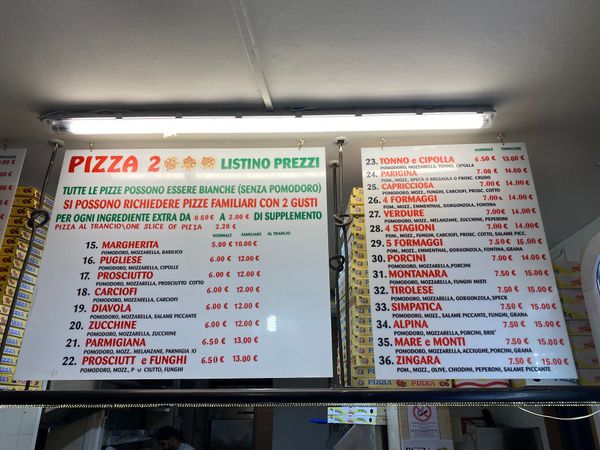 PIZZA 2 LISTINO PREZZI
TUTTE LE PIZZE POSSONO ESSERE BIANCHE (SENZA POMODORO)
SI POSSONO RICHIEDERE PIZZE FAMILIARI CON 2 GUSTI
PER OGNI INGREDIENTE EXTRA DA 0.50 € A 2.00 € DI SUPPLEMENTO
PIZZA AL TRANCIO\ONE SLICE OF PIZZA 2.20 €
NORMALE FAMILIARE AL TRANCIO
15. MARGHERITA 5.00 € 10.00 €
POMODORO, MOZZARELLA, BASILICO
16. PUGLIESE 6.00 € 12.00 €
POMODORO, MOZZARELLA, CIPOLLE
17. PROSCIUTTO 6.00 € 12.00 €
POMODORO, MOZZARELLA, PROSCIUTTO COTTO
18. CARCIOFI 6.00 € 12.00 €
POMODORO, MOZZARELLA, CARCIOFI
19. DIAVOLA 6.00 € 12.00 €
POMODORO, MOZZARELLA, SALAME PICCANTE
20. ZUCCHINE 6.00 € 12.00 €
POMODORO, MOZZARELLA, ZUCCHINE
21. PARMIGIANA 6.50 € 13.00 €
POMODORO, MOZZ. MELANZANE, PARMIGIA
22. PROSCIUTT e FUNGHI 6.50 € 13.00 €
POMODORO, MOZZ., P CIUTTO, FUNGHI
NORMALE FAMILIARE
23. TONNO e CIPOLLA 6.50 € 13.00 €
POMODORO, MOZZARELLA, TONNO, CIPOLLA
24. PARIGINA 7.00 € 14.00 €
POM., MOZZ., SPECK O BRESAOLA O PROSC. CRUDO
25. CAPRICCIOSA 7.00 € 14.00 €
POM., MOZZ., FUNGHI, CARCIOFI, PROSC. COTTO
26. 4 FORMAGGI 7.00 € 14.00 €
POM., MOZZ., EMMENTAL, GORGONZOLA, FONTINA
27. VERDURE 7.00 € 14.00 €
POM., MOZZ., MELANZANE, ZUCCHINE, PEPERONI
28. 4 STAGIONI 7.00 € 14.00 €
POM., MOZZ., FUNGHI, CARCIOFI, PROSC. COTTO, SALAME PICC.
29. 5 FORMAGGI 7.50 € 15.00 €
POM., MOZZ., EMMENTHAL, GORGONZOLA, FONTINA, GRANA
30. PORCINI 7.00 € 14.00 €
POMODORO, MOZZARELLA, PORCINI
31. MONTANARA 7.50 € 15.00 €
POMODORO, MOZZARELLA, FUNGHI MISTI
32. TIROLESE 7.50 € 15.00 €
POMODORO, MOZZARELLA, GORGONZOLA, SPECK
33. SIMPATICA 7.50 € 15.00 €
POM., MOZZ., SALAME PICCANTE, EMMENTHAL, FUNGHI, GRANA
34. ALPINA 7.50 € 15.00 €
POMODORO, MOZZARELLA, PORCINI, BRIE
35. MARE e MONTI 7.50 € 15.00 €
POMODORO, MOZZARELLA, ACCIUGHE, PORCINI, GRANA
36. ZINGARA 7.50 € 15.00 €
POM., MOZZ., OLIVE, CHIODINI, PEPERONI, SALAME PICCANTE